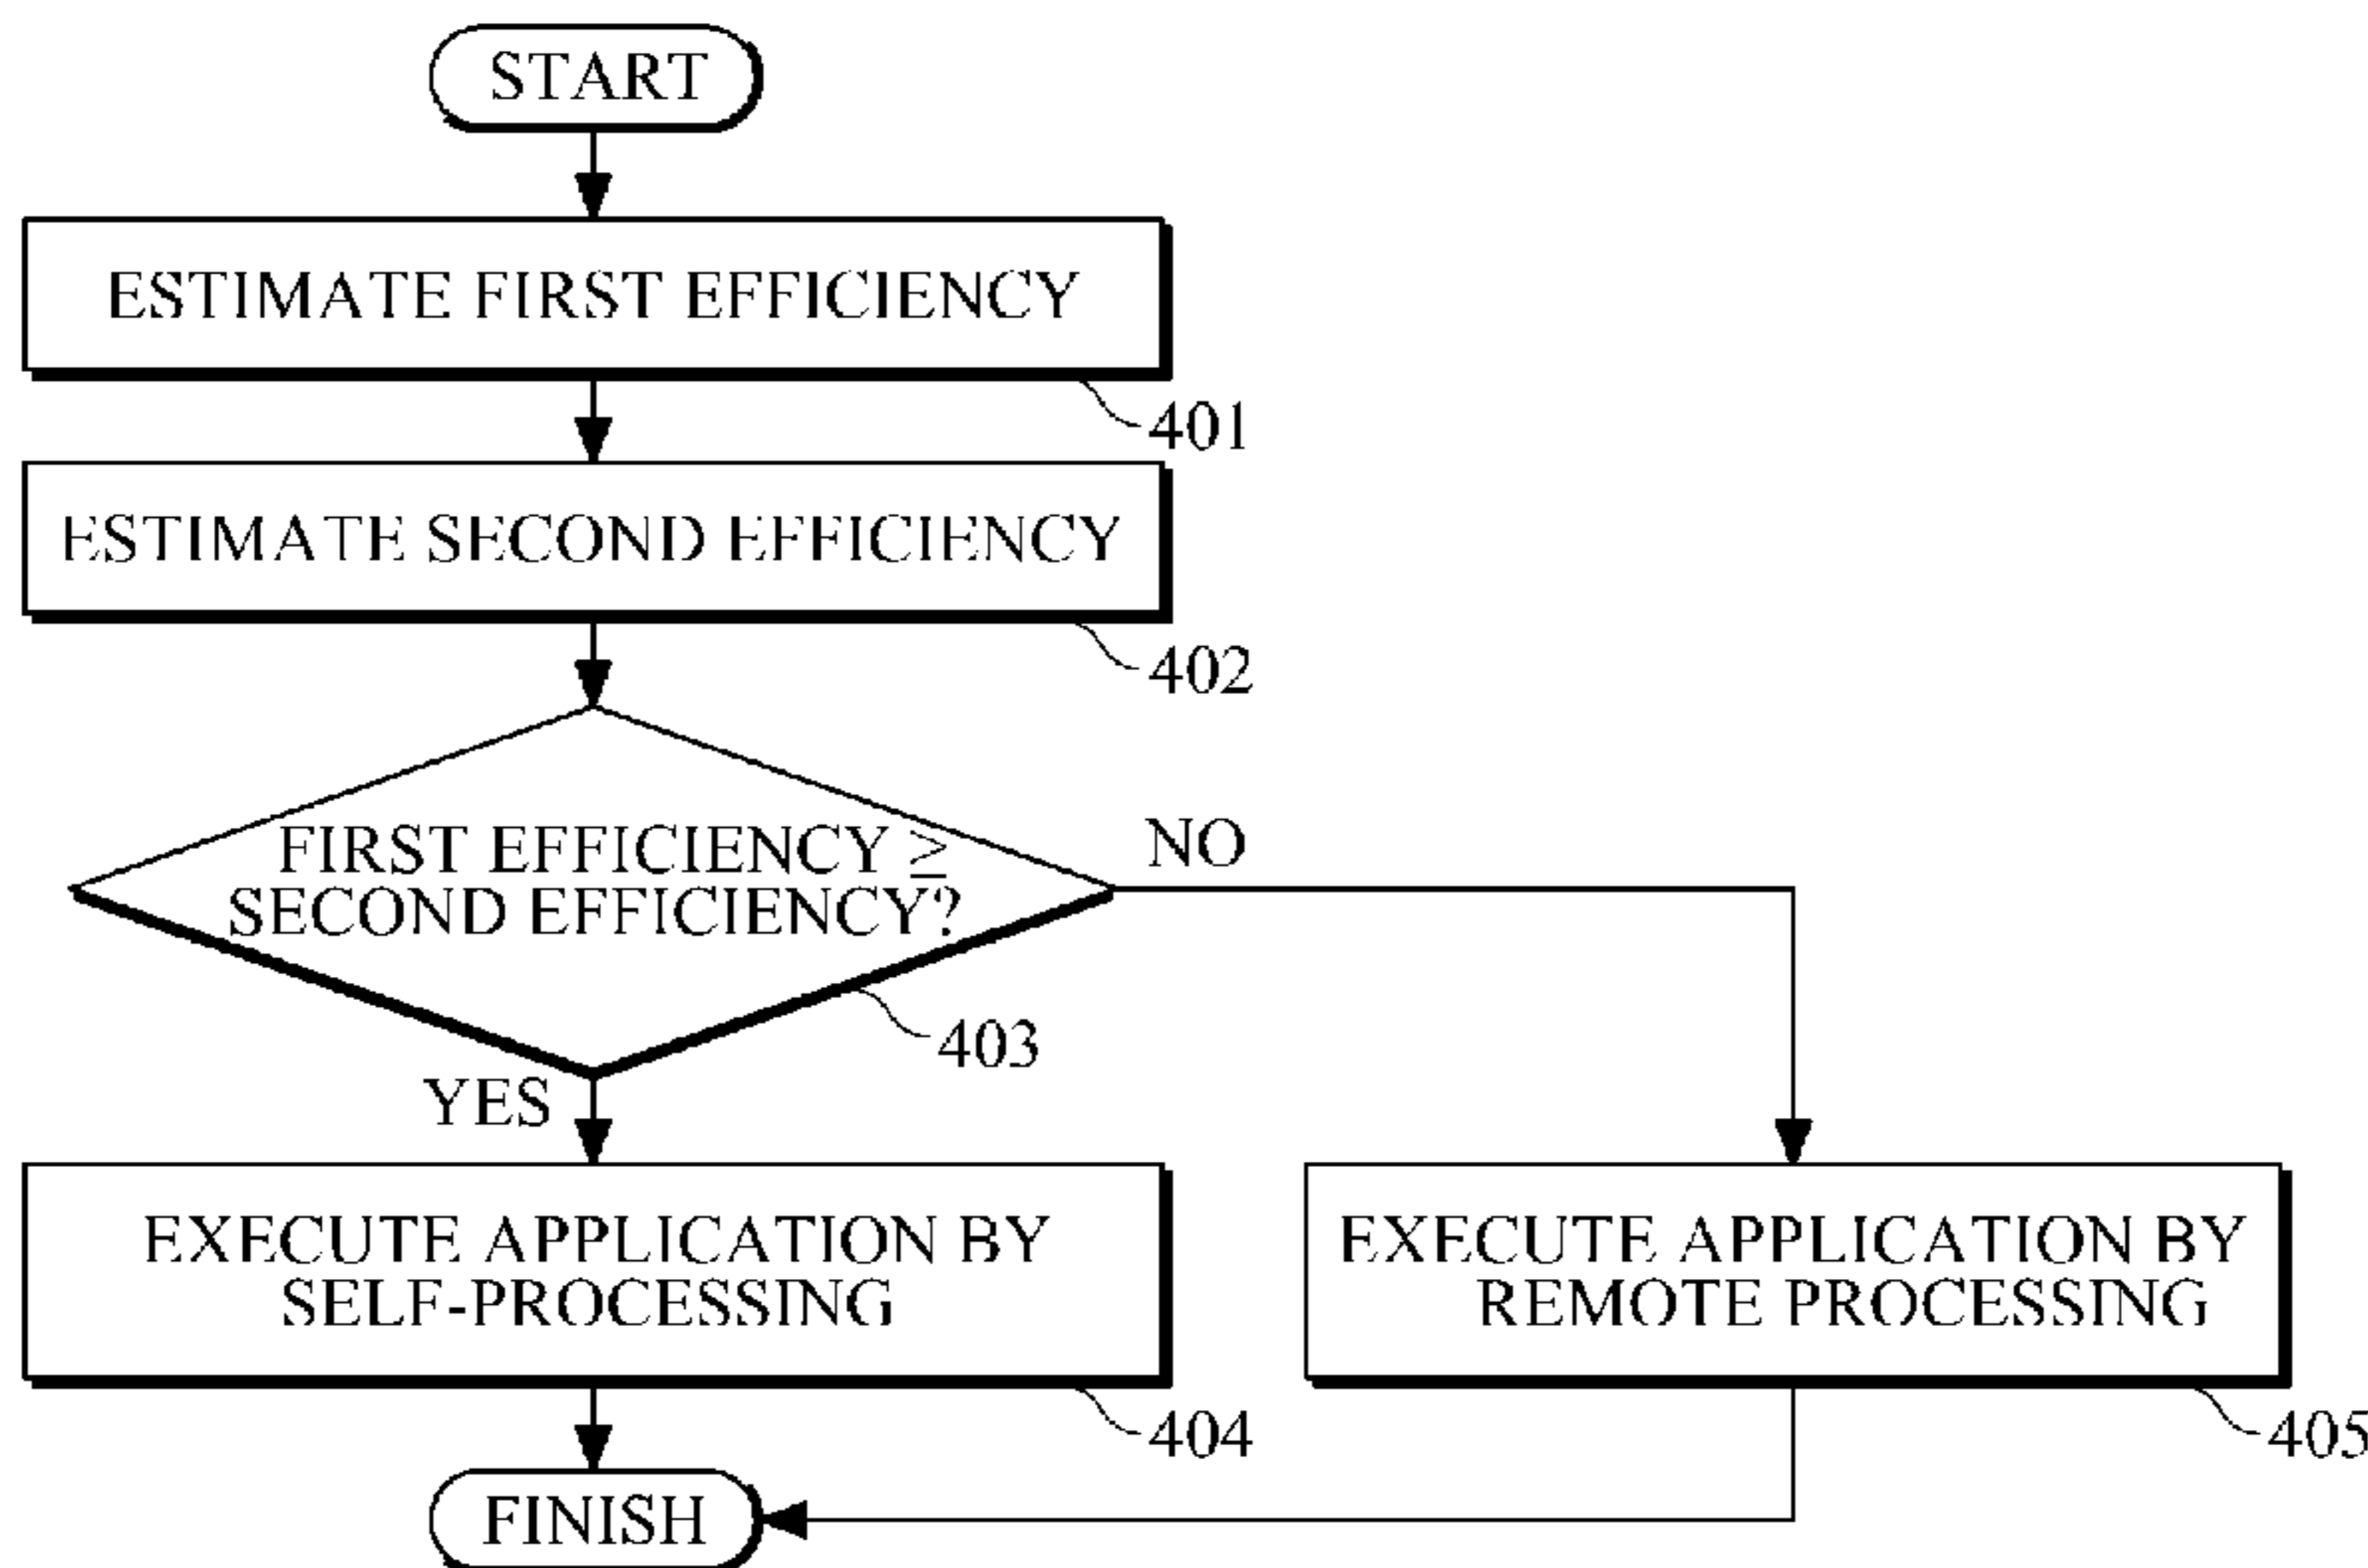 START
ESTIMATE FIRST EFFICIENCY
401
ESTIMATE SECOND EFFICIENCY
402
FIRST EFFICIENCY ≥
SECOND EFFICIENCY?
NO
403
YES
EXECUTE APPLICATION BY
SELF-PROCESSING
404
EXECUTE APPLICATION BY
REMOTE PROCESSING
405
FINISH